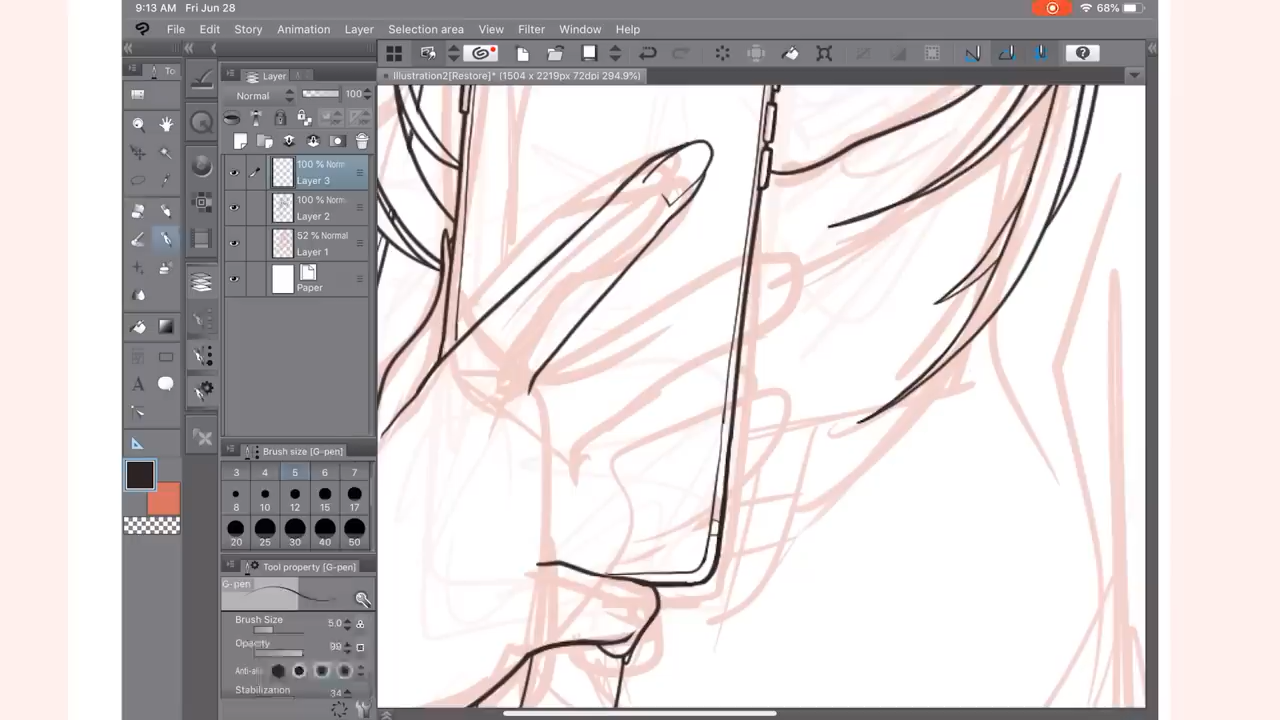 9:13 AM Fri Jun 28
68%
File Edit Story Animation Layer Selection area View Filter Window Help
Illustration2[Restore]* (1504 x 2219px 72dpi 294.9%)
To
Layer
Normal 100
100 % Norm
Layer 3
100 % Norm
Layer 2
52 % Normal
Layer 1
Paper
A
Brush size [G-pen]
3 4 5 6 7
8 10 12 15 17
20 25 30 40 50
Tool property [G-pen]
G-pen
Brush Size 5.0
Opacity 99
Anti-
Stabilization 34